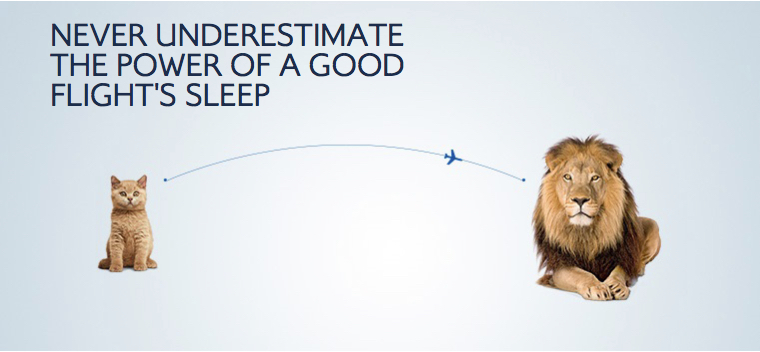 NEVER UNDERESTIMATE
THE POWER OF A GOOD
FLIGHT'S SLEEP